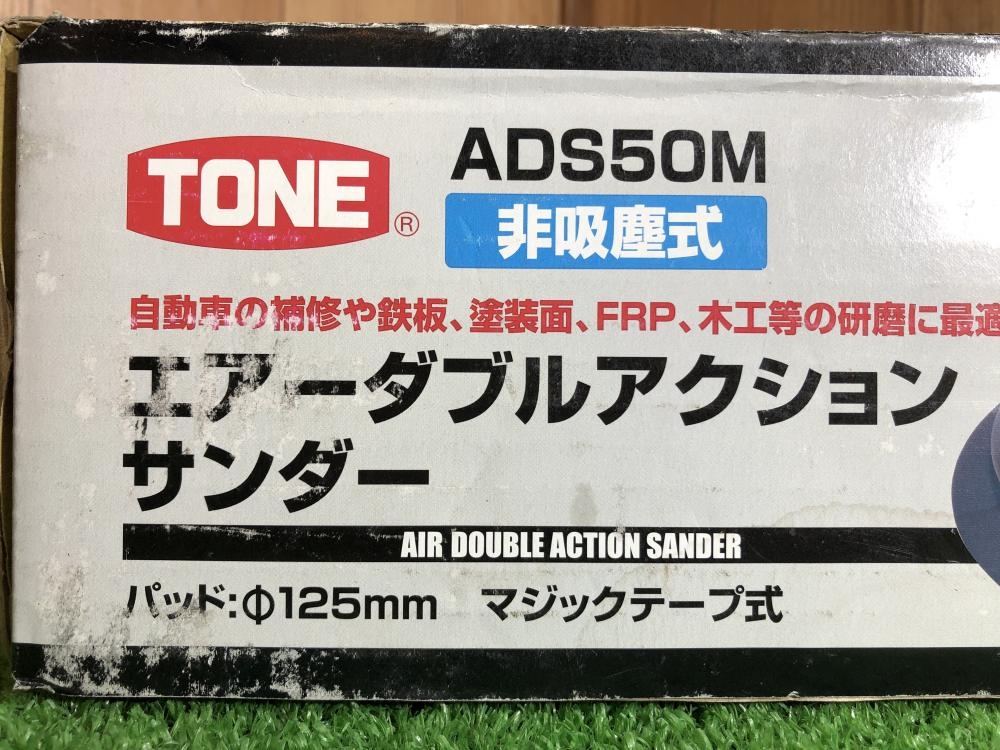 TONE®
ADS50M
非吸塵式
自動車の補修や鉄板、塗装面、FRP、木工等の研磨に最適
エアーダブルアクション
サンダー
AIR DOUBLE ACTION SANDER
パッド:φ125mm マジックテープ式